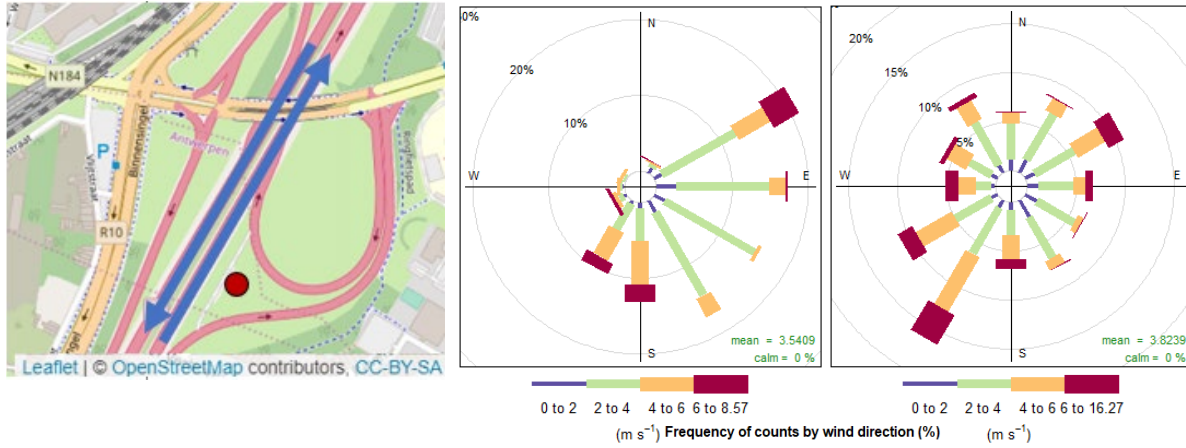 N184
Antwerpen
P
Binnensingel
Vijfstraat
straat
R10
Leaflet | © OpenStreetMap contributors, CC-BY-SA
0%
20%
10%
N
W
E
S
mean = 3.5409
calm = 0 %
0 to 2
2 to 4
4 to 6
6 to 8.57
(m s⁻¹)
20%
15%
10%
5%
N
W
E
S
mean = 3.8239
calm = 0 %
0 to 2
2 to 4
4 to 6
6 to 16.27
(m s⁻¹)
Frequency of counts by wind direction (%)